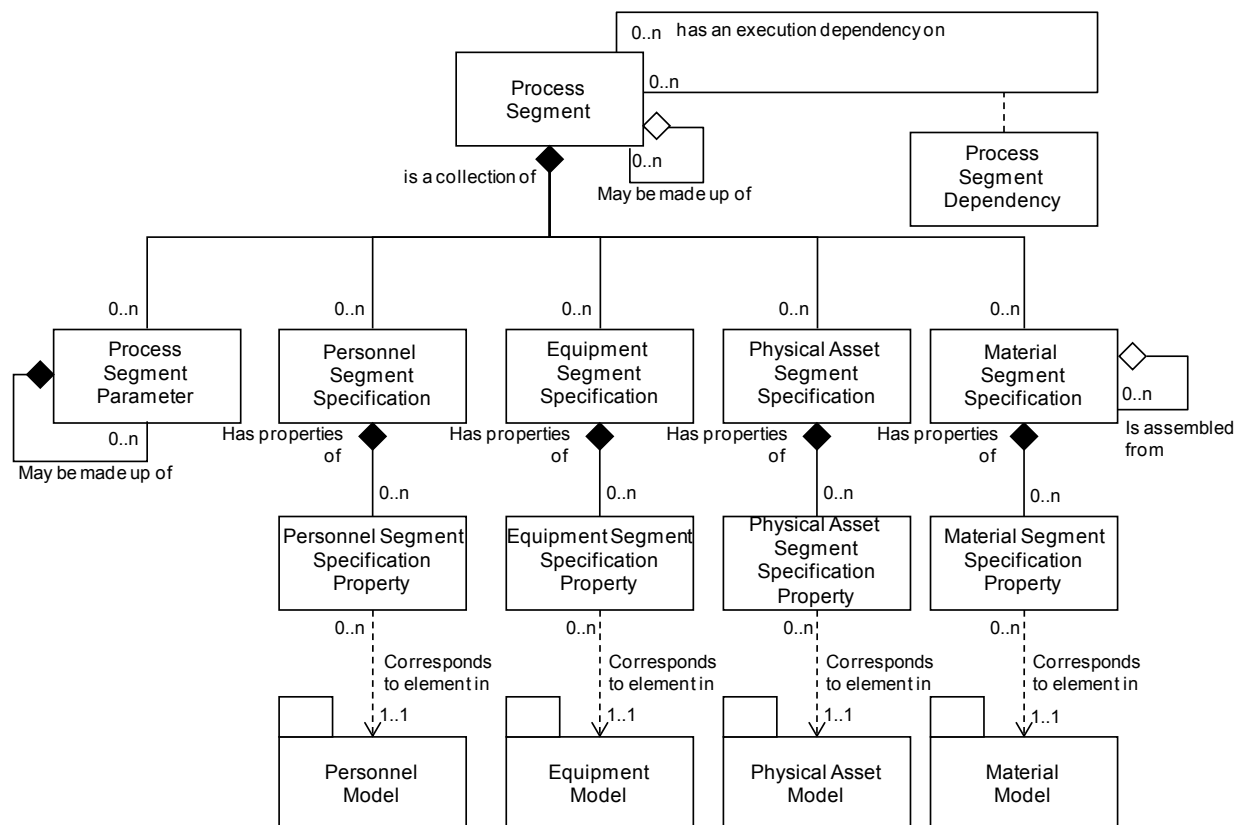 0..n has an execution dependency on
Process
Segment
0..n
0..n
May be made up of
is a collection of
Process
Segment
Dependency
0..n
0..n
0..n
0..n
0..n
Process
Segment
Parameter
Personnel
Segment
Specification
Equipment
Segment
Specification
Physical Asset
Segment
Specification
Material
Segment
Specification
0..n
Is assembled
from
0..n
May be made up of
Has properties
of
Has properties
of
Has properties
of
Has properties
of
0..n
0..n
0..n
0..n
Personnel Segment
Specification
Property
Equipment Segment
Specification
Property
Physical Asset
Segment
Specification
Property
Material Segment
Specification
Property
0..n
0..n
0..n
0..n
Corresponds
to element in
Corresponds
to element in
Corresponds
to element in
Corresponds
to element in
1..1
1..1
1..1
1..1
Personnel
Model
Equipment
Model
Physical Asset
Model
Material
Model